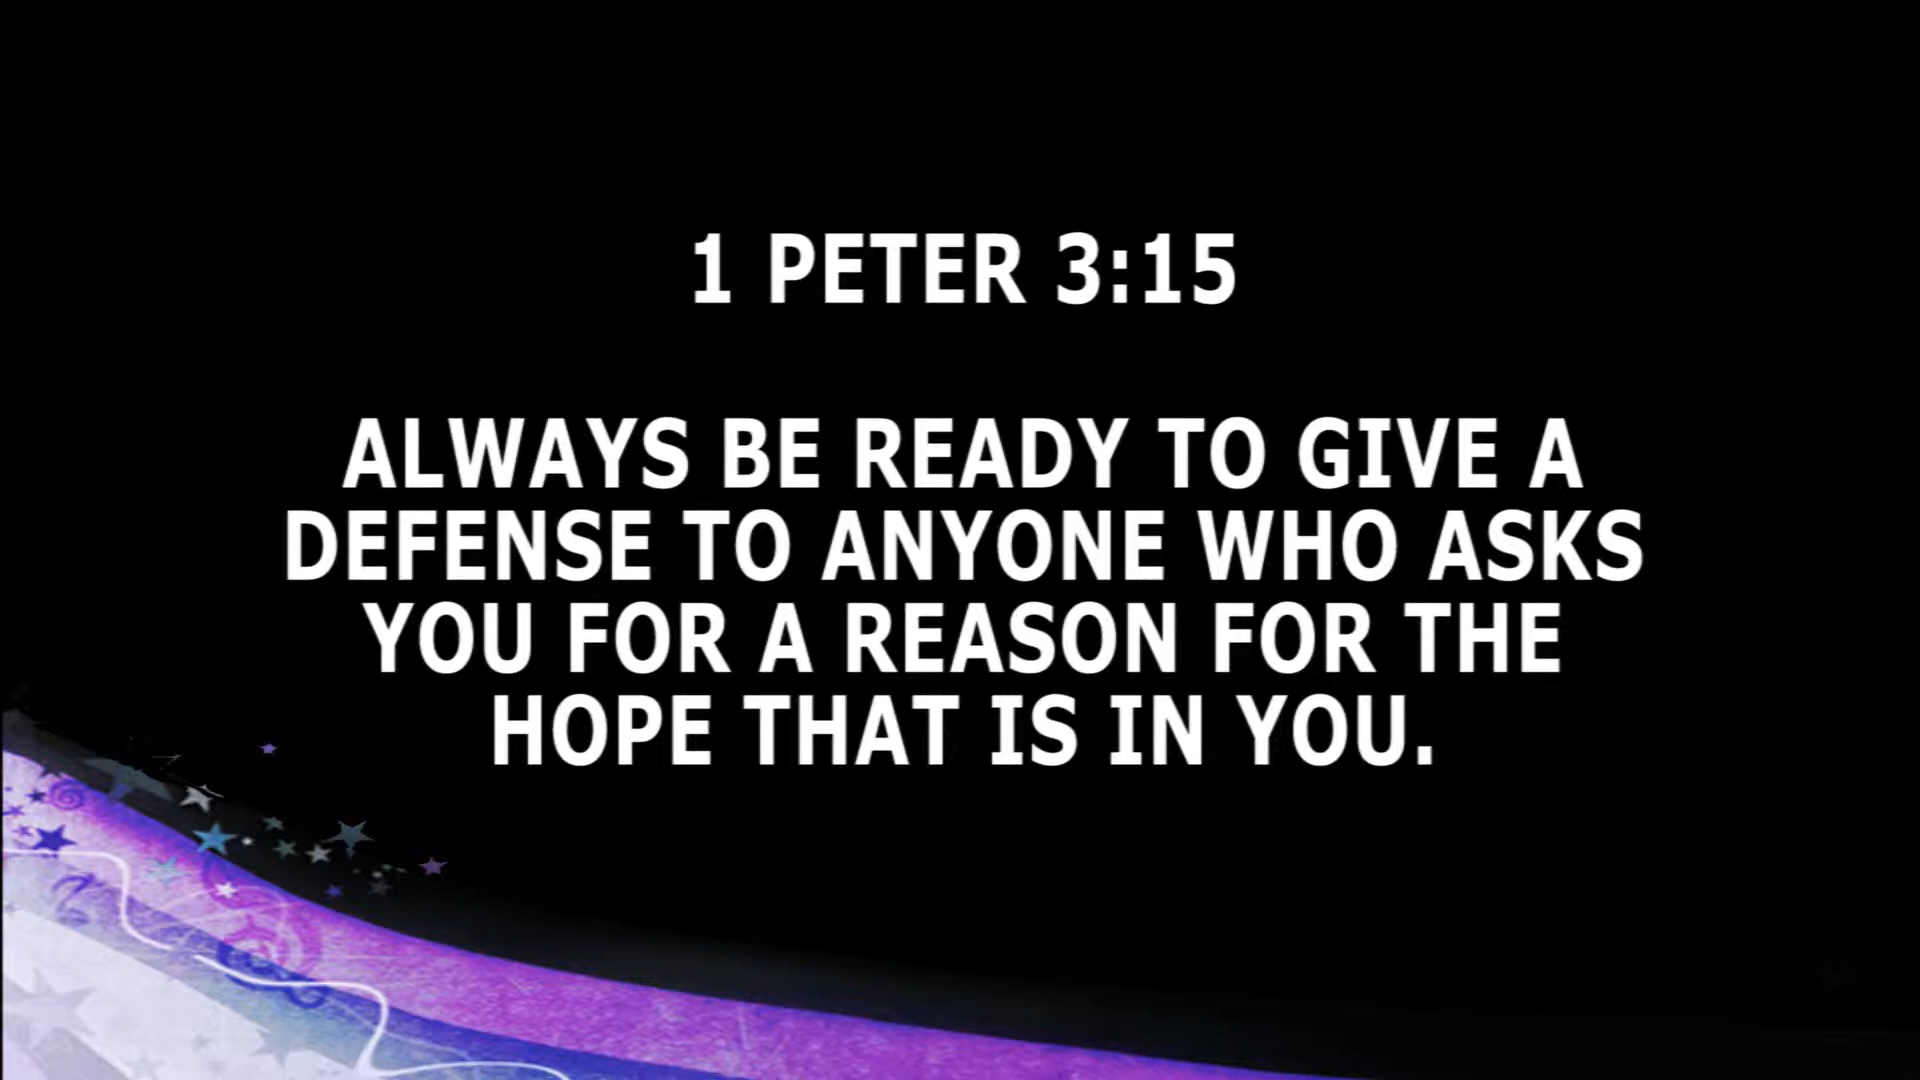 1 PETER 3:15
ALWAYS BE READY TO GIVE A
DEFENSE TO ANYONE WHO ASKS
YOU FOR A REASON FOR THE
HOPE THAT IS IN YOU.